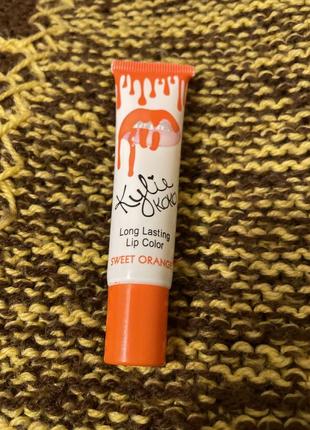 Kylie
KOKO
Long Lasting
Lip Color
SWEET ORANGE